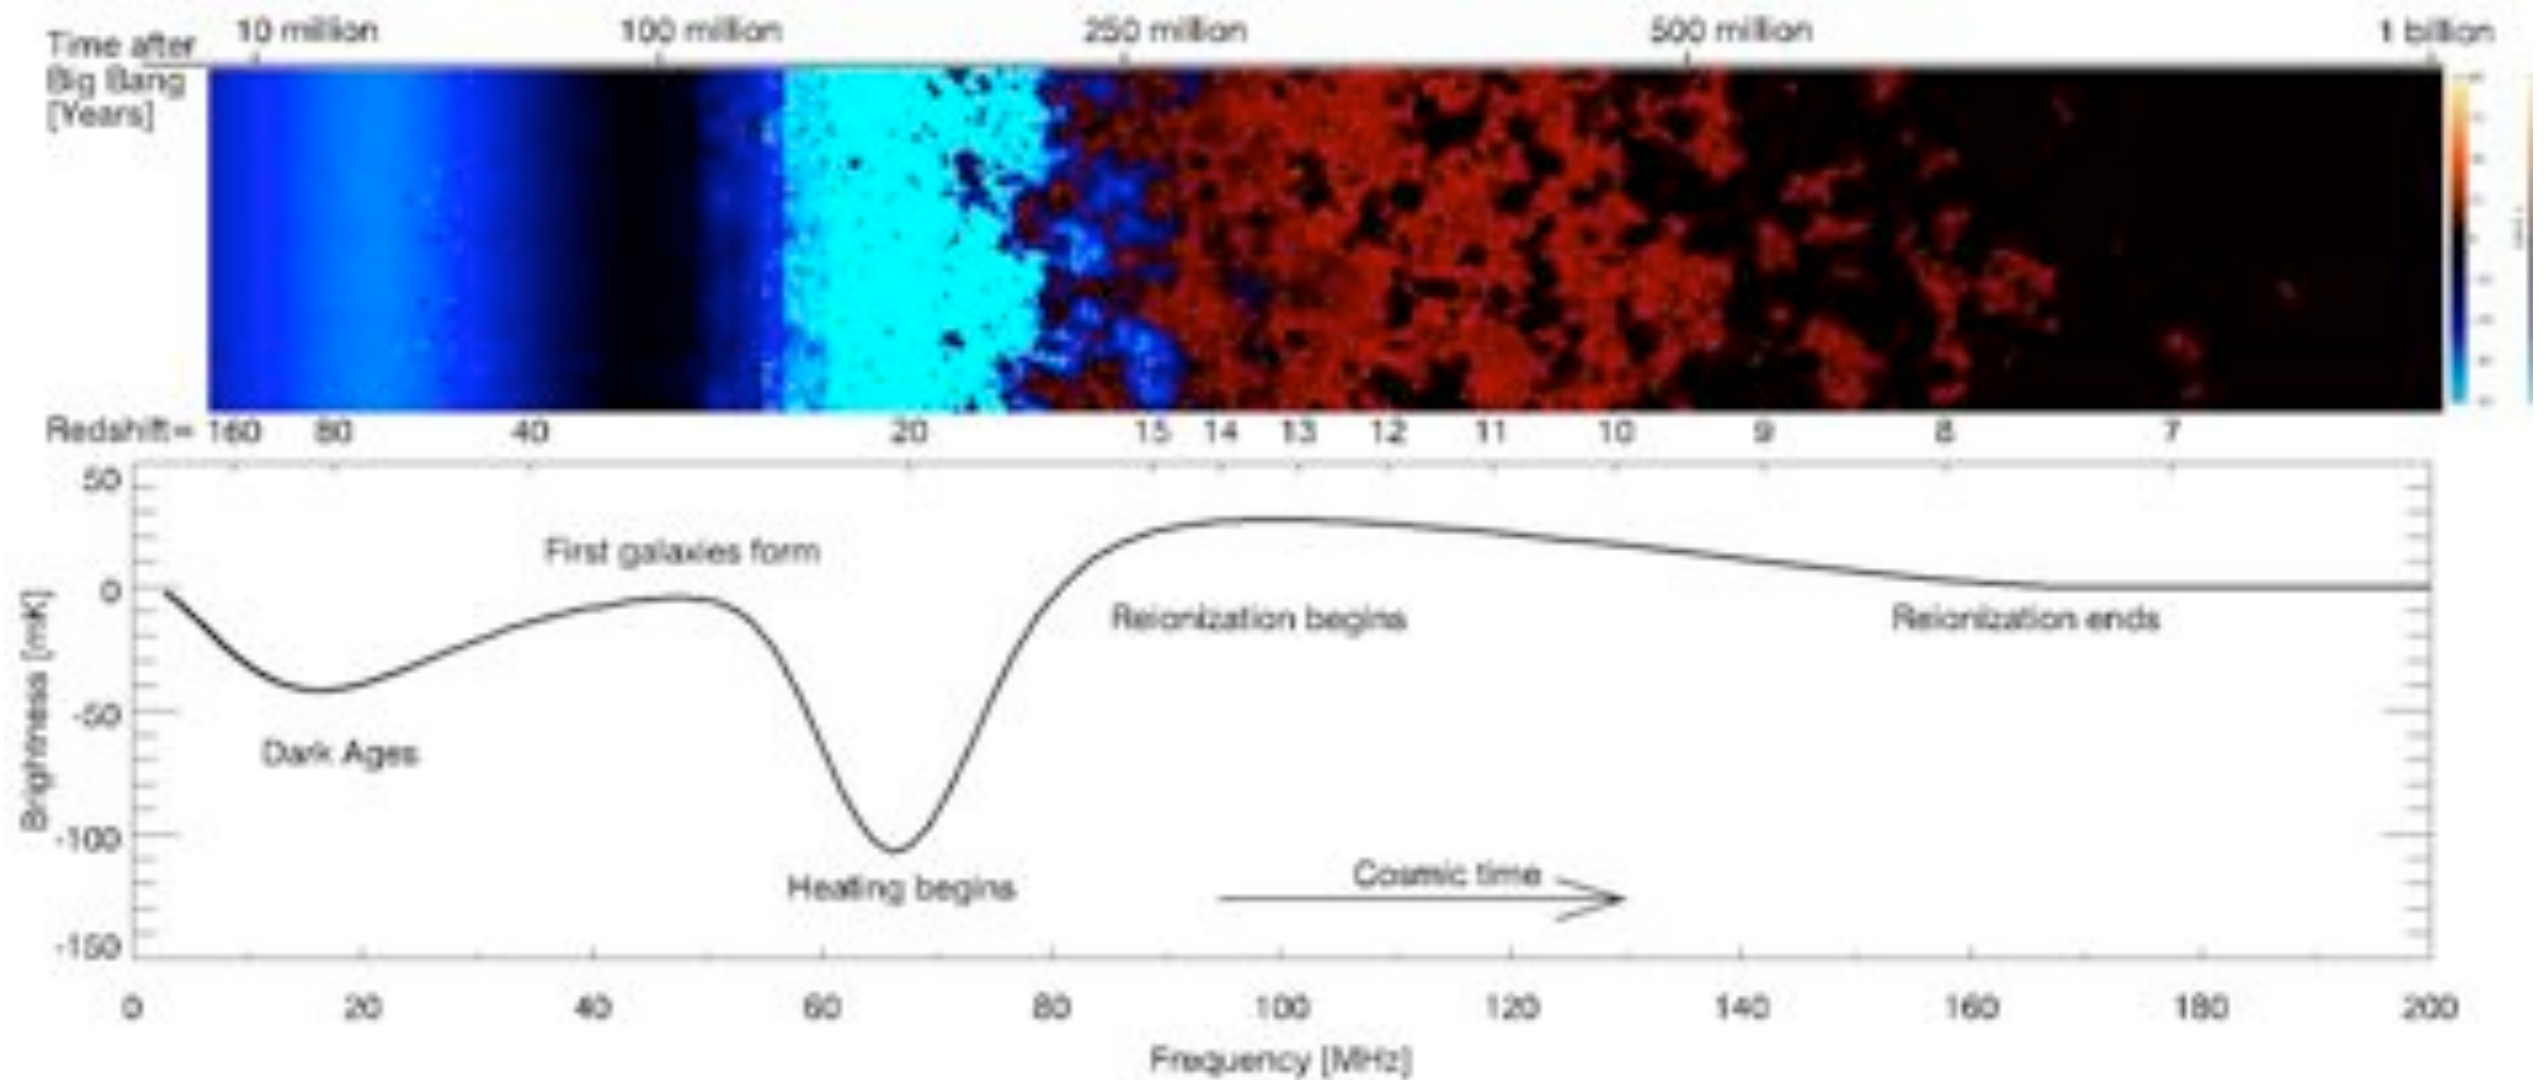 10 million 100 million 250 million 500 million 1 billion
Time after
Big Bang
[Years]
Redshift= 160 80 40 20 15 14 13 12 11 10 9 8 7
50
0
-50
-100
-150
Brightness [mK]
First galaxies form
Dark Ages
Heating begins
Reionization begins
Reionization ends
Cosmic time
0 20 40 60 80 100 120 140 160 180 200
Frequency [MHz]